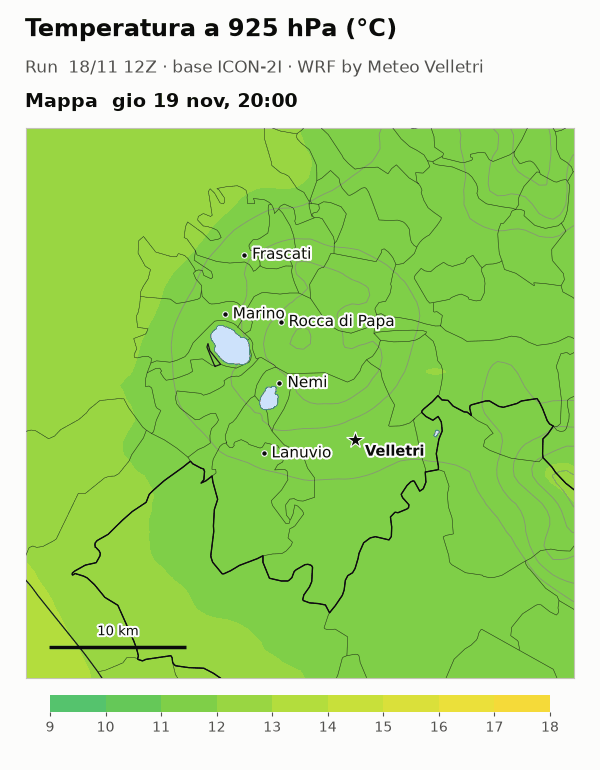 Temperatura a 925 hPa (°C)
Run  18/11 12Z · base ICON-2I · WRF by Meteo Velletri
Mappa  gio 19 nov, 20:00
Frascati
Marino
Rocca di Papa
Nemi
Velletri
Lanuvio
10 km
9 10 11 12 13 14 15 16 17 18